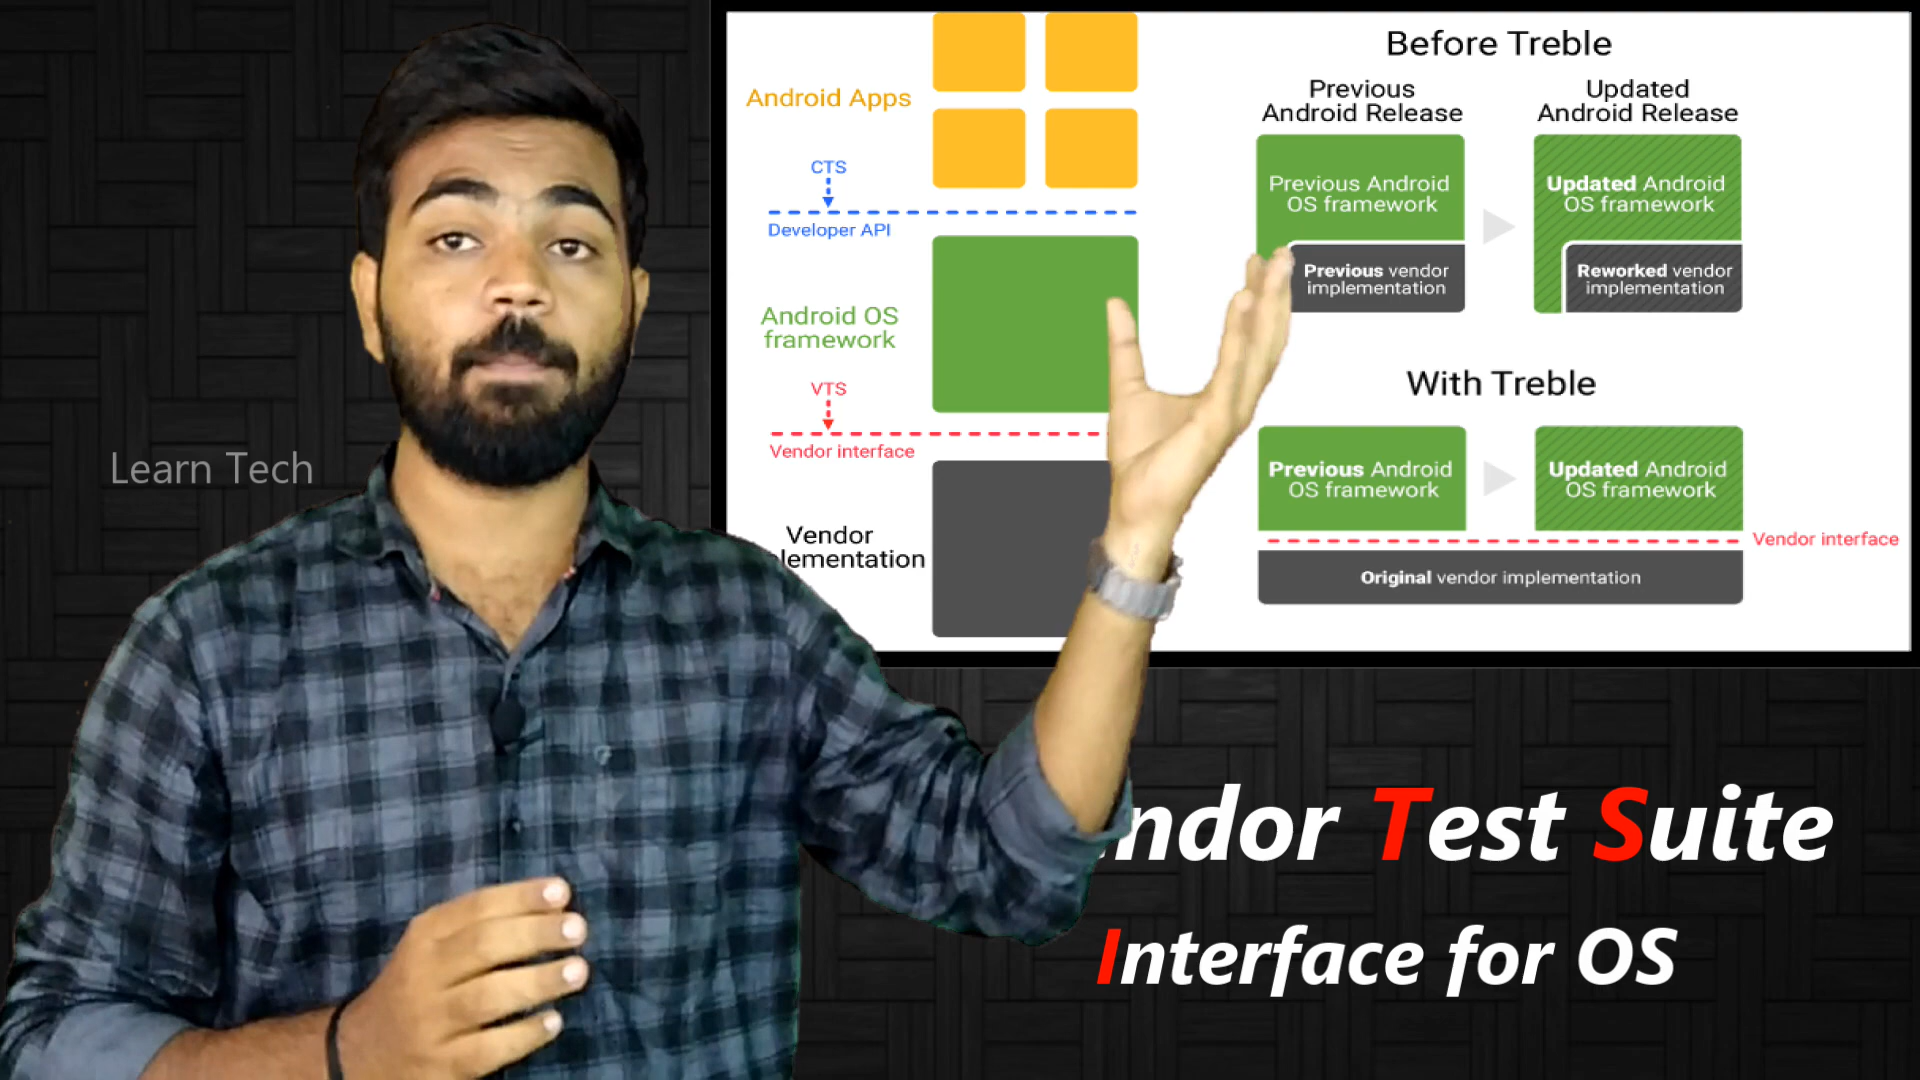 Learn Tech
Android Apps
CTS
Developer API
Android OS
framework
VTS
Vendor interface
Vendor
lementation
Before Treble
Previous
Android Release
Updated
Android Release
Previous Android
OS framework
Previous vendor
implementation
Updated Android
OS framework
Reworked vendor
implementation
With Treble
Previous Android
OS framework
Updated Android
OS framework
Vendor interface
Original vendor implementation
ndor Test Suite
Interface for OS